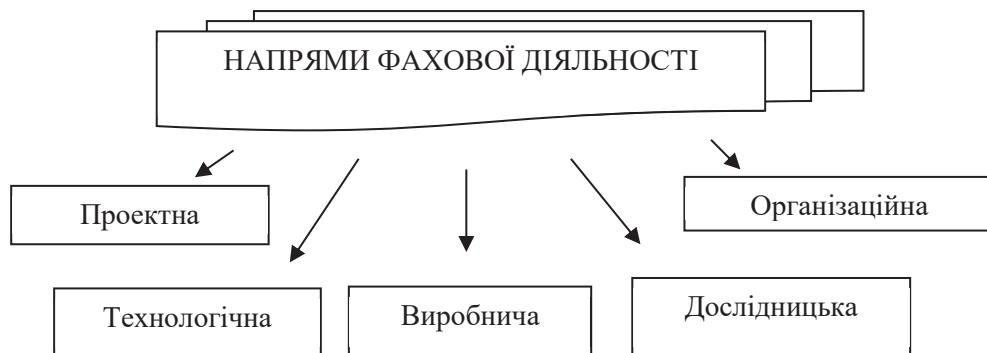 НАПРЯМИ ФАХОВОЇ ДІЯЛЬНОСТІ
Проектна
Організаційна
Технологічна
Виробнича
Дослідницька